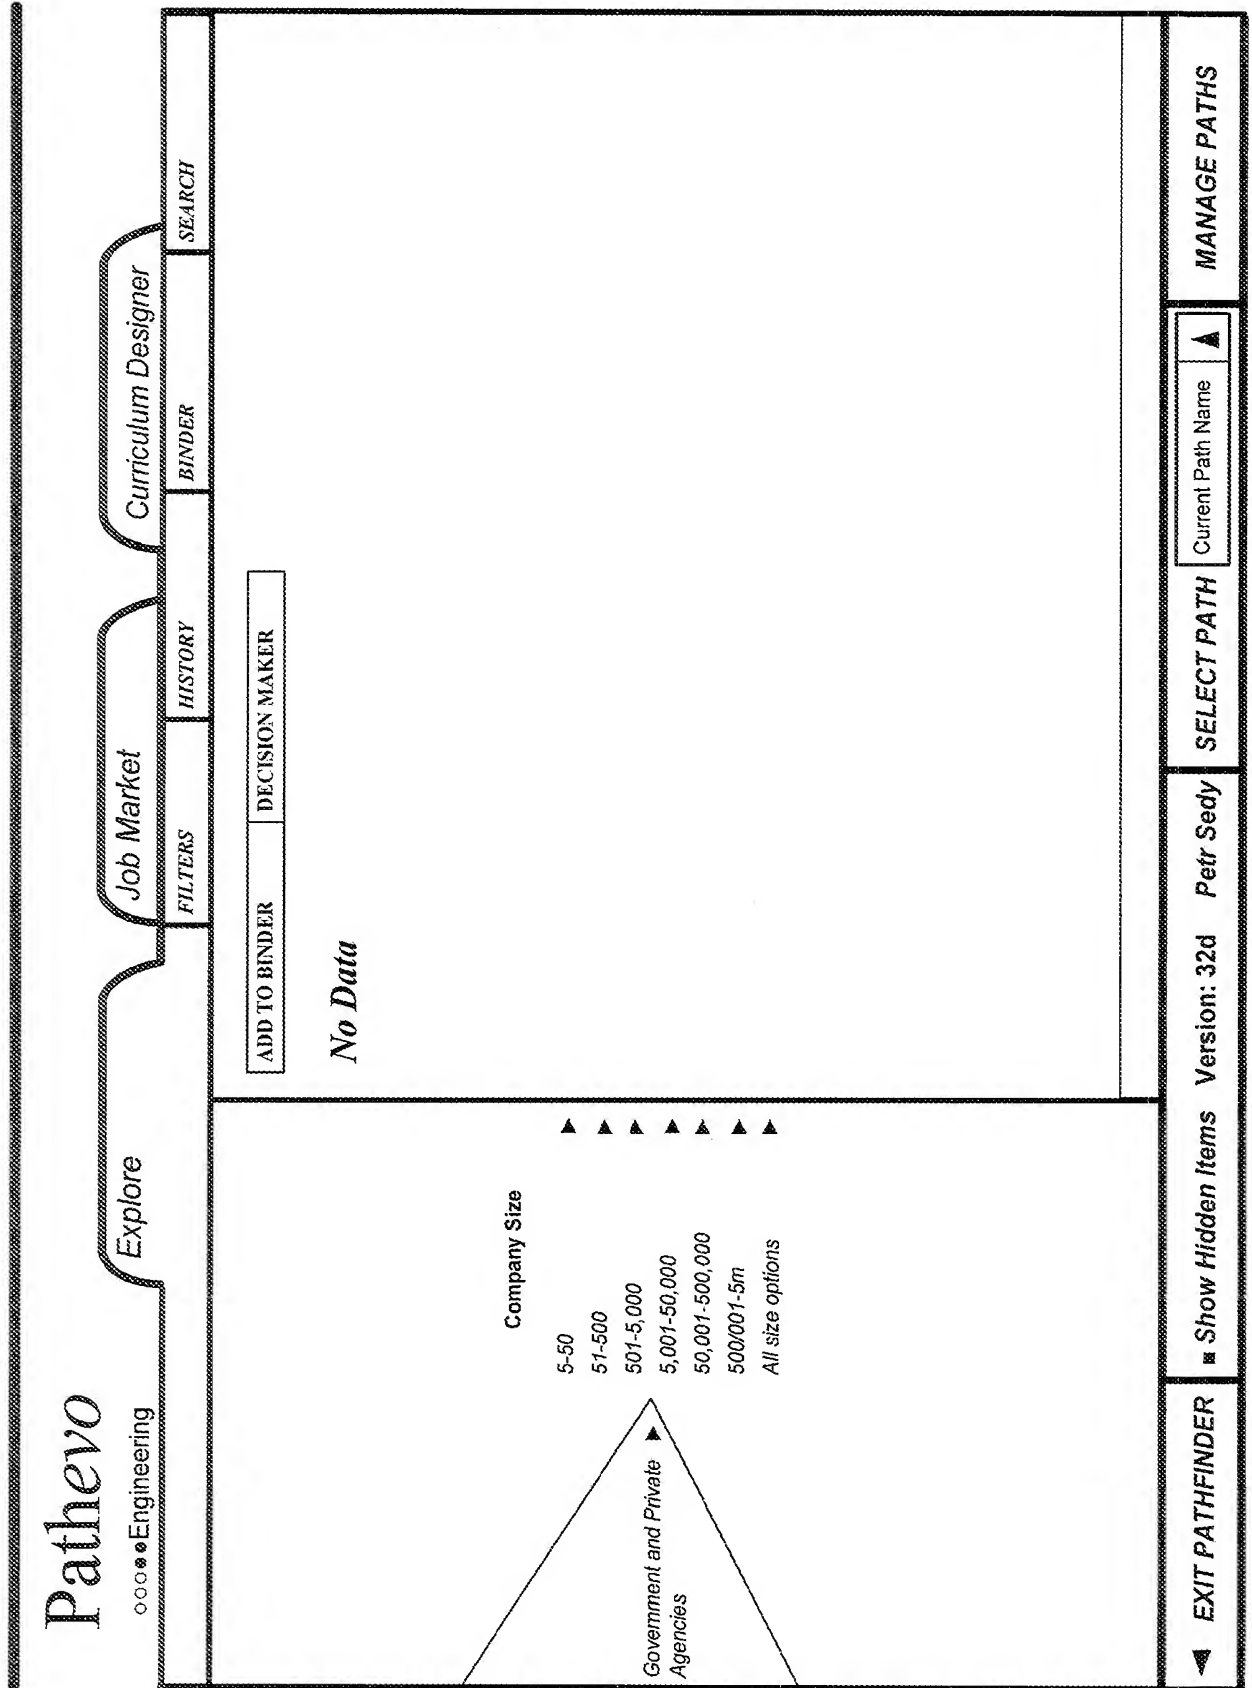 Pathevo
Engineering
Explore
Job Market
Curriculum Designer
FILTERS
HISTORY
BINDER
SEARCH
ADD TO BINDER
DECISION MAKER
No Data
Company Size
5-50
51-500
501-5,000
5,001-50,000
50,001-500,000
500/001-5m
All size options
Government and Private
Agencies
EXIT PATHFINDER
Show Hidden Items
Version: 32d
Petr Sedy
SELECT PATH
Current Path Name
MANAGE PATHS